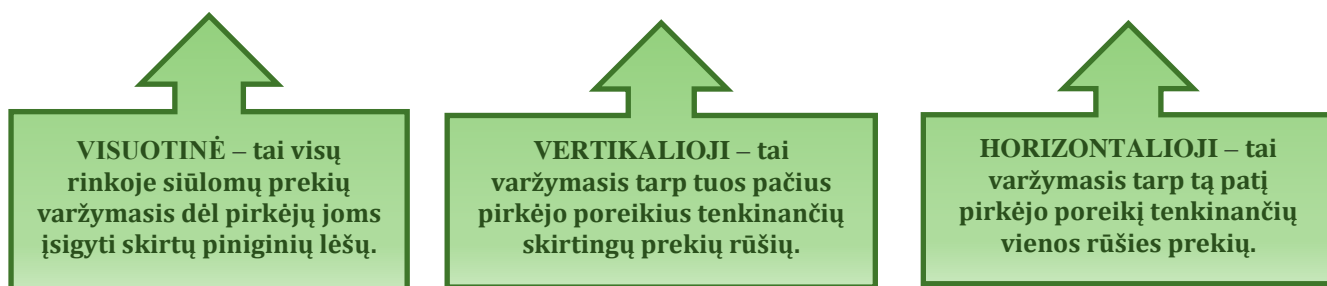 VISUOTINĖ – tai visų
rinkoje siūlomų prekių
varžymasis dėl pirkėjų joms
įsigyti skirtų piniginių lėšų.
VERTIKALIOJI – tai
varžymasis tarp tuos pačius
pirkėjo poreikius tenkinančių
skirtingų prekių rūšių.
HORIZONTALIOJI – tai
varžymasis tarp tą patį
pirkėjo poreikį tenkinančių
vienos rūšies prekių.